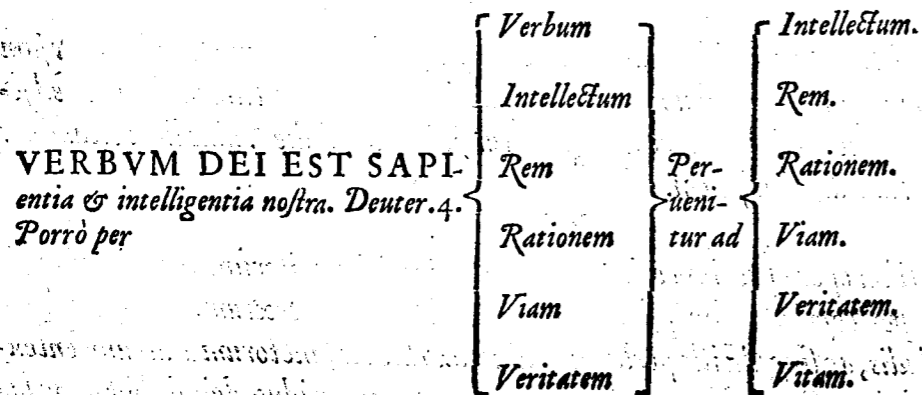 VERBVM DEI EST SAPI-
entia & intelligentia nostra. Deuter.4.
Porrò per
Verbum
Intellectum
Rem
Rationem
Viam
Veritatem
Per-
ueni-
tur ad
Intellectum.
Rem.
Rationem.
Viam.
Veritatem.
Vitam.